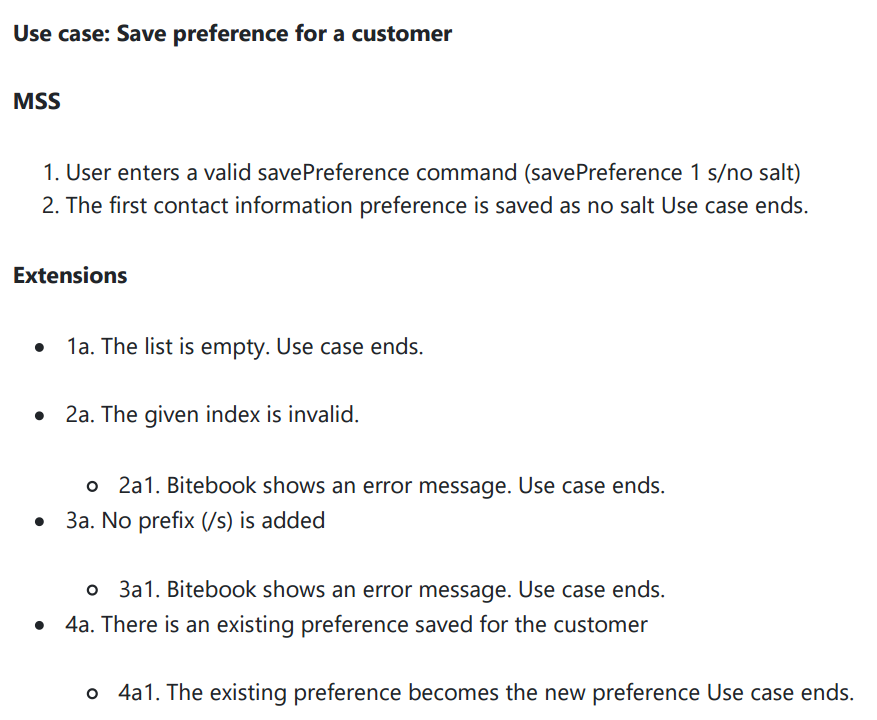 Use case: Save preference for a customer
MSS
1. User enters a valid savePreference command (savePreference 1 s/no salt)
2. The first contact information preference is saved as no salt Use case ends.
Extensions
1a. The list is empty. Use case ends.
2a. The given index is invalid.
2a1. Bitebook shows an error message. Use case ends.
3a. No prefix (/s) is added
3a1. Bitebook shows an error message. Use case ends.
4a. There is an existing preference saved for the customer
4a1. The existing preference becomes the new preference Use case ends.